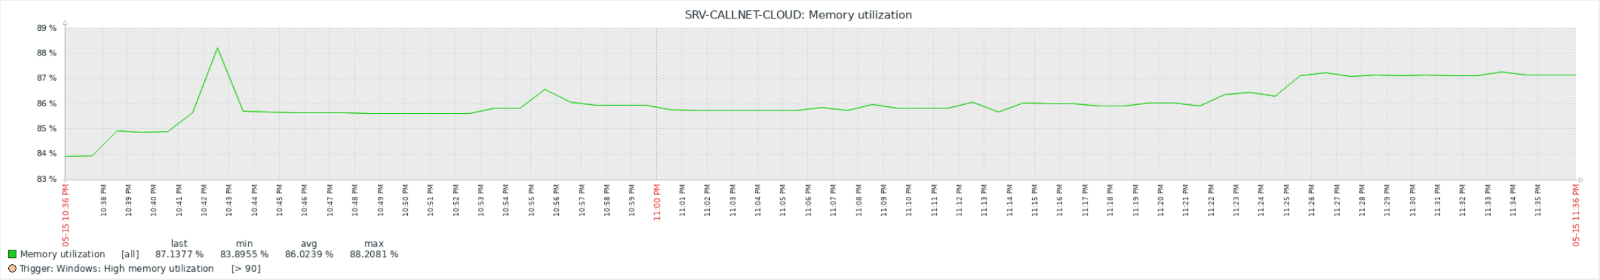 SRV-CALLNET-CLOUD: Memory utilization
89 %
88 %
87 %
86 %
85 %
84 %
83 %
05-15 10:36 PM
10:38 PM
10:39 PM
10:40 PM
10:41 PM
10:42 PM
10:43 PM
10:44 PM
10:45 PM
10:46 PM
10:47 PM
10:48 PM
10:49 PM
10:50 PM
10:51 PM
10:52 PM
10:53 PM
10:54 PM
10:55 PM
10:56 PM
10:57 PM
10:58 PM
10:59 PM
11:00 PM
11:01 PM
11:02 PM
11:03 PM
11:04 PM
11:05 PM
11:06 PM
11:07 PM
11:08 PM
11:09 PM
11:10 PM
11:11 PM
11:12 PM
11:13 PM
11:14 PM
11:15 PM
11:16 PM
11:17 PM
11:18 PM
11:19 PM
11:20 PM
11:21 PM
11:22 PM
11:23 PM
11:24 PM
11:25 PM
11:26 PM
11:27 PM
11:28 PM
11:29 PM
11:30 PM
11:31 PM
11:32 PM
11:33 PM
11:34 PM
11:35 PM
05-15 11:36 PM
last min avg max
Memory utilization [all] 87.1377 % 83.8955 % 86.0239 % 88.2081 %
Trigger: Windows: High memory utilization [> 90]